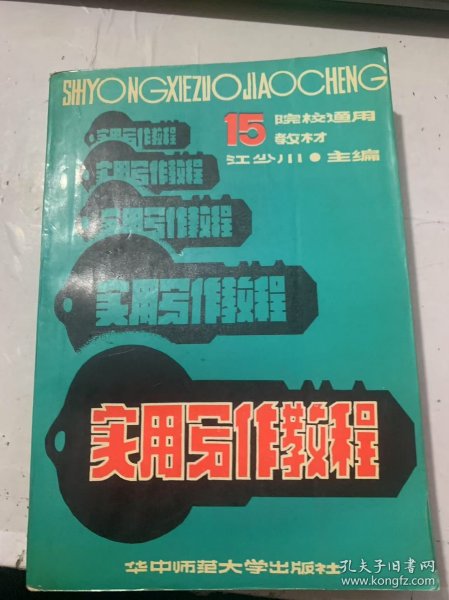 SHIYONGXIEZUOJIAOCHENG
15 院校通用
教材
江少川●主编
实用写作教程
实用写作教程
实用写作教程
实用写作教程
实用写作教程
华中师范大学出版社
孔夫子旧书网
www.kongfz.com